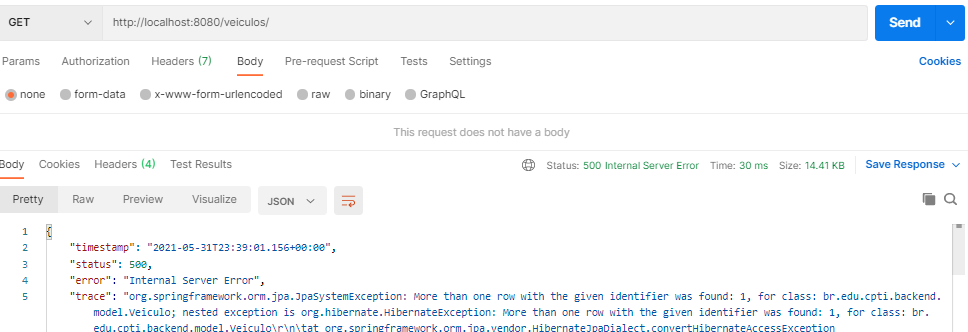 GET http://localhost:8080/veiculos/ Send
Params Authorization Headers (7) Body Pre-request Script Tests Settings Cookies
none form-data x-www-form-urlencoded raw binary GraphQL
This request does not have a body
Body Cookies Headers (4) Test Results Status: 500 Internal Server Error Time: 30 ms Size: 14.41 KB Save Response
Pretty Raw Preview Visualize JSON
1 {
2 "timestamp": "2021-05-31T23:39:01.156+00:00",
3 "status": 500,
4 "error": "Internal Server Error",
5 "trace": "org.springframework.orm.jpa.JpaSystemException: More than one row with the given identifier was found: 1, for class: br.edu.cpti.backend.
model.Veiculo; nested exception is org.hibernate.HibernateException: More than one row with the given identifier was found: 1, for class: br.
edu.cpti.backend.model.Veiculo\r\n\tat org.springframework.orm.jpa.vendor.HibernateJpaDialect.convertHibernateAccessException